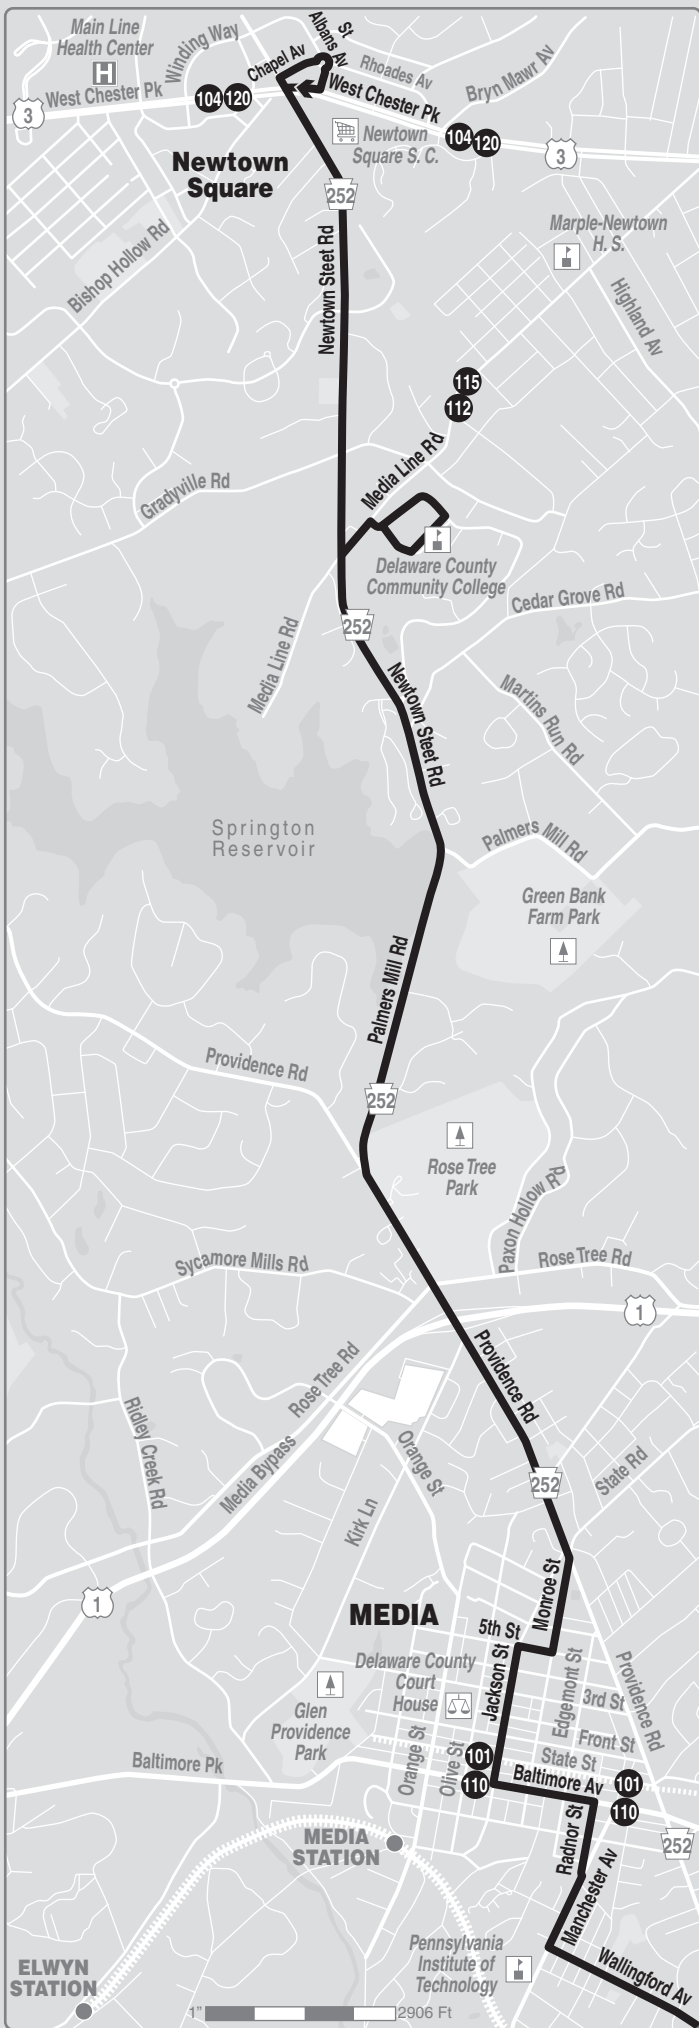 Main Line
Health Center
H
Winding Way
St
Albans Av
Chapel Av
Rhoades Av
Bryn Mawr Av
West Chester Pk
3
104
120
West Chester Pk
Newtown
Square S. C.
104
120
3
Newtown
Square
252
Marple-Newtown
H. S.
Bishop Hollow Rd
Newtown Street Rd
Highland Av
115
112
Media Line Rd
Gradyville Rd
Delaware County
Community College
Cedar Grove Rd
252
Media Line Rd
Newtown Steet Rd
Martins Run Rd
Springton
Reservoir
Palmers Mill Rd
Green Bank
Farm Park
Palmers Mill Rd
Providence Rd
252
Rose Tree
Park
Paxon Hollow Rd
Sycamore Mills Rd
Rose Tree Rd
1
Providence Rd
Rose Tree Rd
Ridley Creek Rd
Media Bypass
Orange St
State Rd
252
Kirk Ln
1
MEDIA
Monroe St
5th St
Delaware County
Court
House
Jackson St
Edgemont St
Providence Rd
3rd St
Glen
Providence
Park
Front St
State St
Orange St
Olive St
101
110
Baltimore Pk
Baltimore Av
101
110
Radnor St
252
MEDIA
STATION
Manchester Av
Pennsylvania
Institute of
Technology
Wallingford Av
ELWYN
STATION
1"
2906 Ft